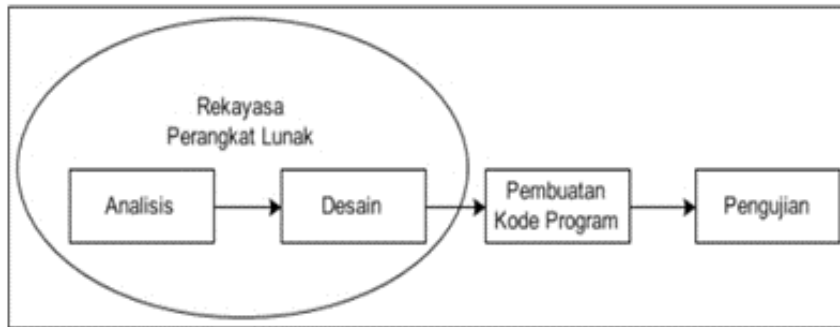 Rekayasa
Perangkat Lunak
Analisis
Desain
Pembuatan
Kode Program
Pengujian